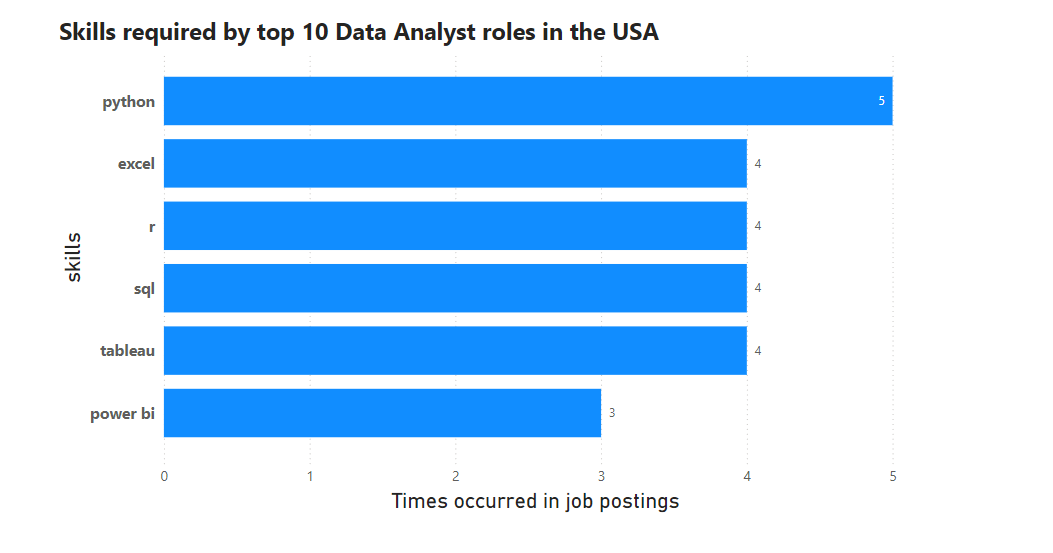 Skills required by top 10 Data Analyst roles in the USA
skills
python 5
excel 4
r 4
sql 4
tableau 4
power bi 3
0 1 2 3 4 5
Times occurred in job postings